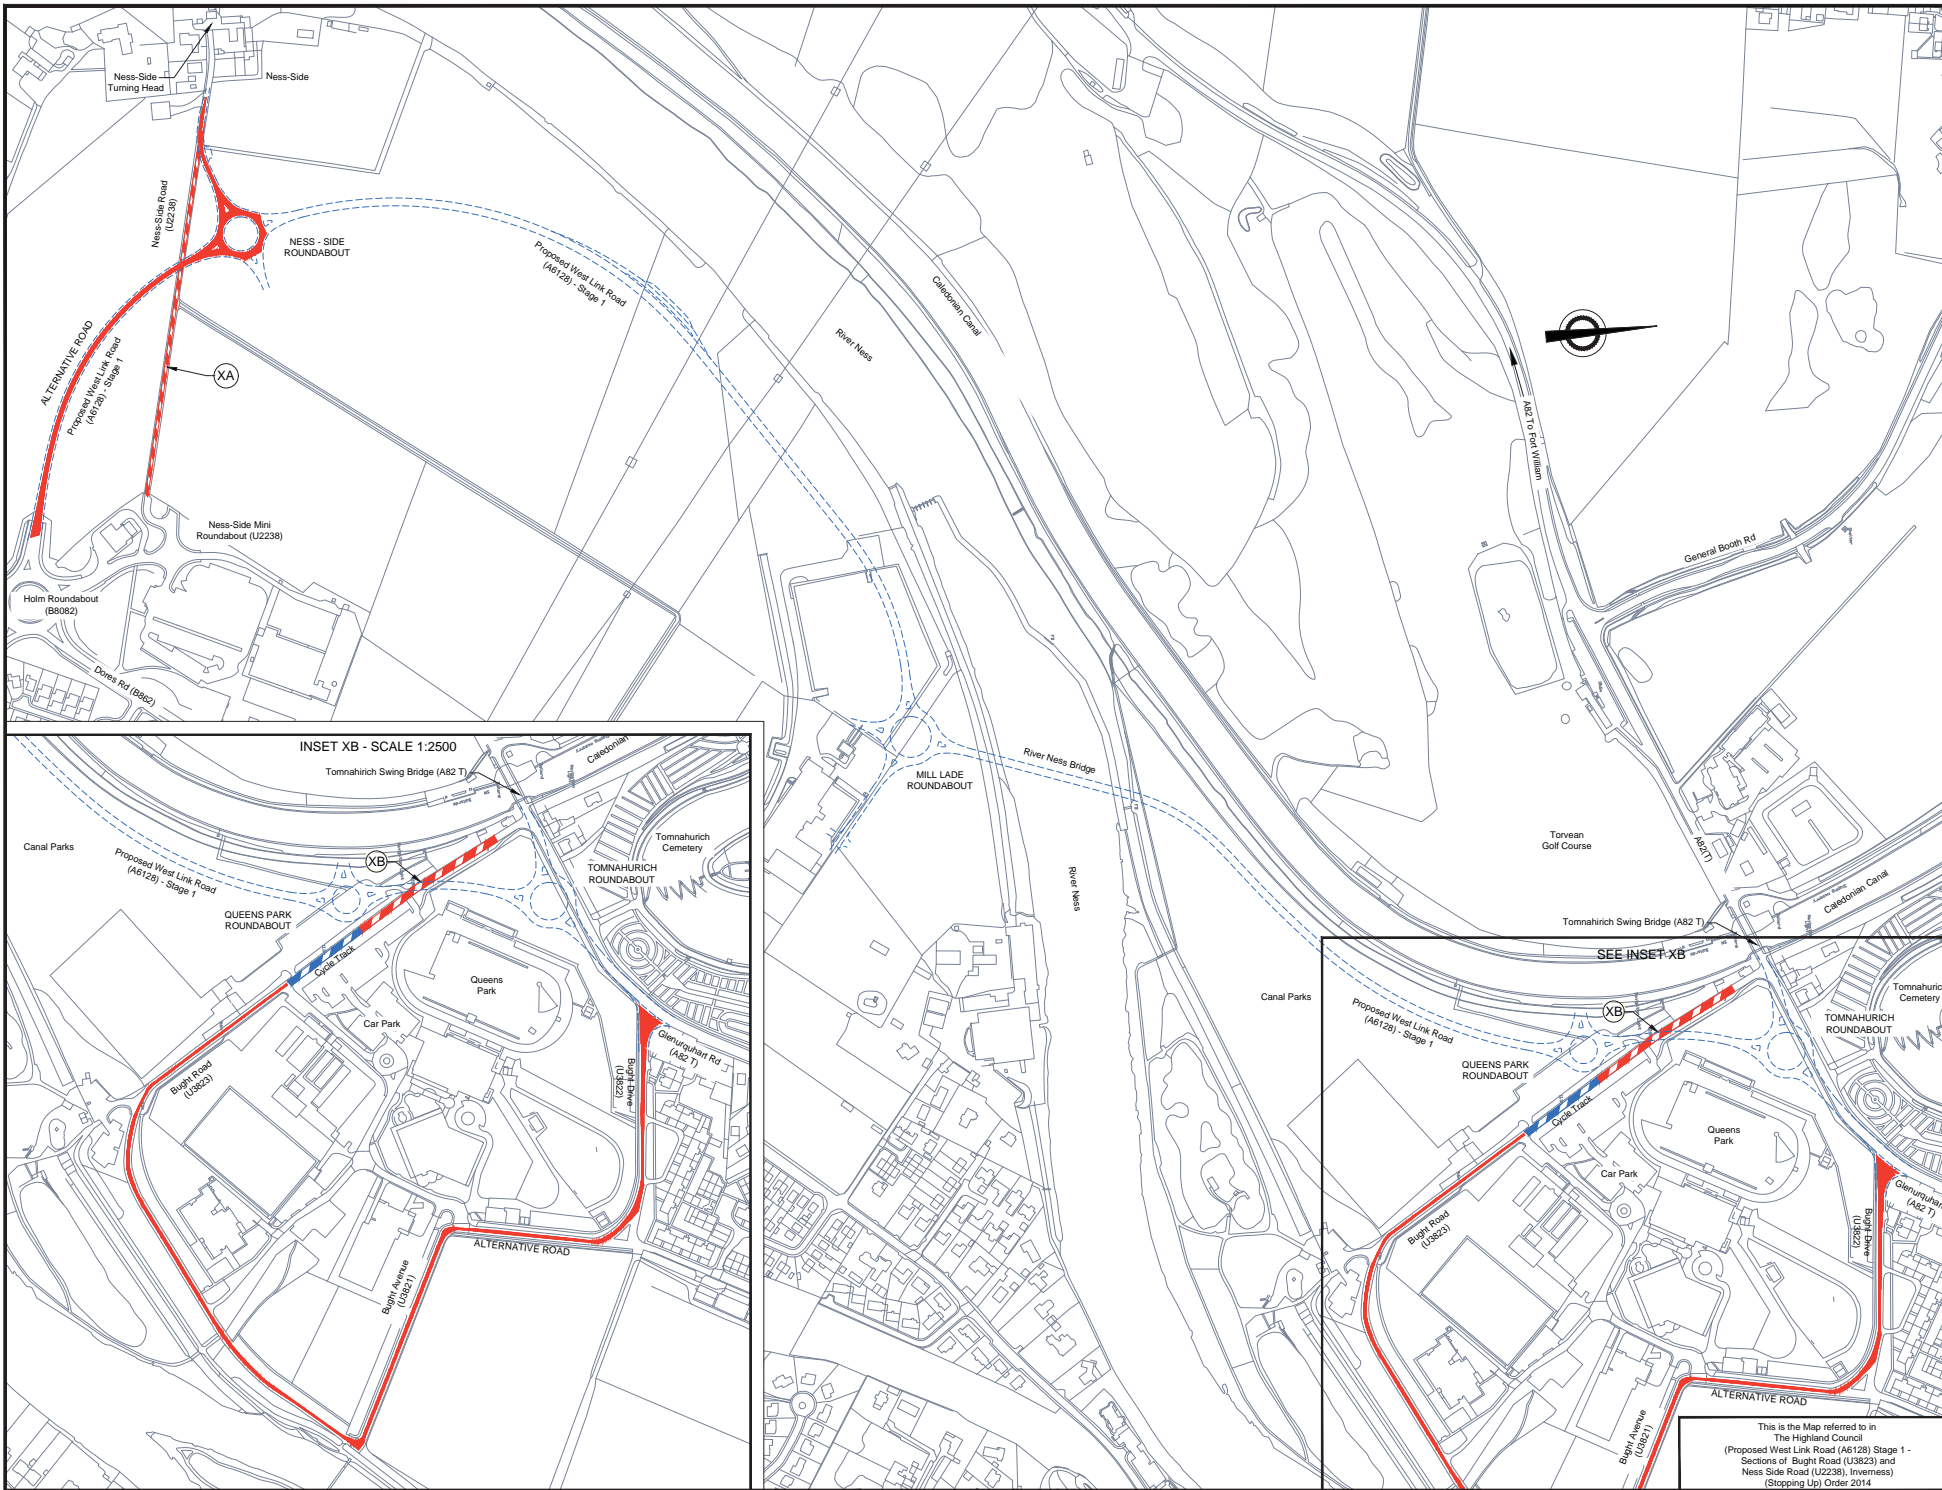 Ness-Side
Turning Head
Ness-Side
Ness-Side Road
(U2238)
NESS - SIDE
ROUNDABOUT
Proposed West Link Road
(A6128) - Stage 1
ALTERNATIVE ROAD
Proposed West Link Road
(A6128) - Stage 1
XA
Ness-Side Mini
Roundabout (U2238)
Holm Roundabout
(B8082)
Dores Rd (B862)
River Ness
Caledonian Canal
A82 To Fort William
General Booth Rd
MILL LADE
ROUNDABOUT
River Ness Bridge
River Ness
Torvean
Golf Course
A82(T)
Caledonian Canal
Tomnahirich Swing Bridge (A82 T)
SEE INSET XB
Canal Parks
Proposed West Link Road
(A6128) - Stage 1
XB
QUEENS PARK
ROUNDABOUT
TOMNAHURICH
ROUNDABOUT
Tomnahuric
Cemetery
Cycle Track
Queens
Park
Car Park
Bught Road
(U3823)
Bught Drive
(U3822)
Glenurquhar
(A82 T)
ALTERNATIVE ROAD
Bught Avenue
(U3821)
INSET XB - SCALE 1:2500
Tomnahirich Swing Bridge (A82 T)
Caledonian
Canal Parks
Proposed West Link Road
(A6128) - Stage 1
XB
QUEENS PARK
ROUNDABOUT
TOMNAHURICH
ROUNDABOUT
Tomnahurich
Cemetery
Cycle Track
Queens
Park
Car Park
Bught Road
(U3823)
Bught Drive
(U3822)
Glenurquhart Rd
(A82 T)
ALTERNATIVE ROAD
Bught Avenue
(U3821)
This is the Map referred to in
The Highland Council
(Proposed West Link Road (A6128) Stage 1 -
Sections of Bught Road (U3823) and
Ness Side Road (U2238), Inverness)
(Stopping Up) Order 2014